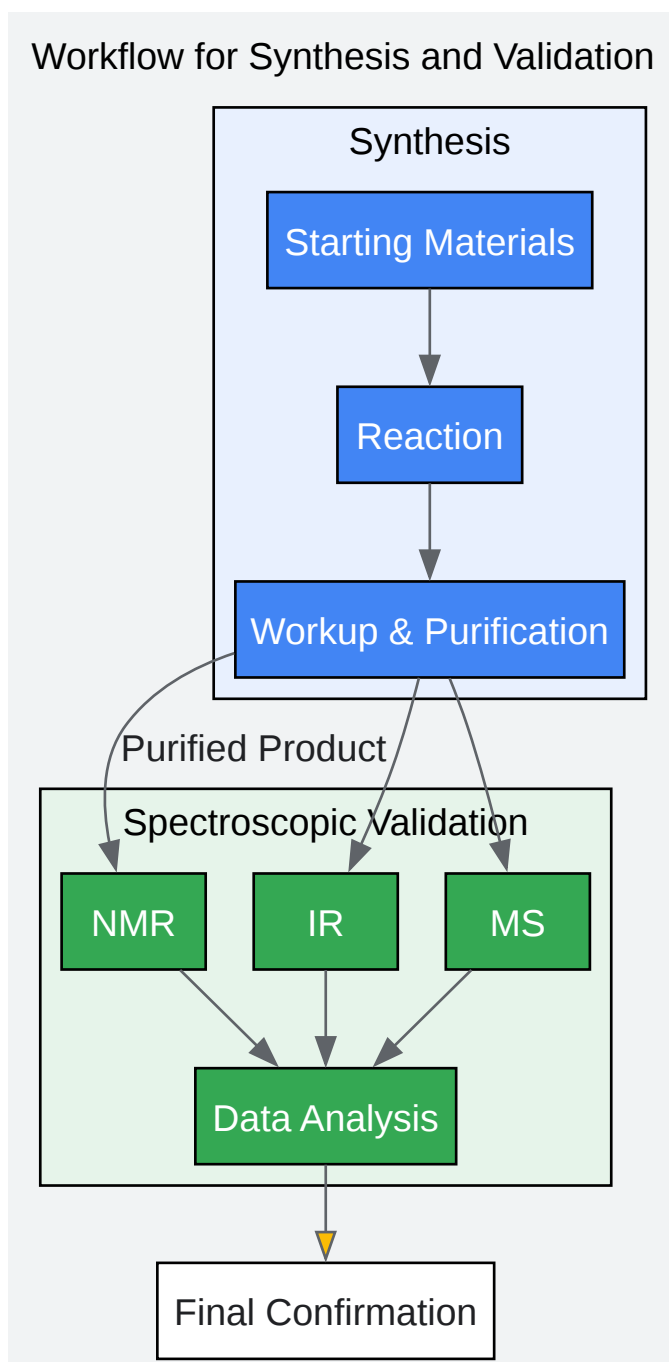 Workflow for Synthesis and Validation
Synthesis
Starting Materials
Reaction
Workup & Purification
Purified Product
Spectroscopic Validation
NMR
IR
MS
Data Analysis
Final Confirmation